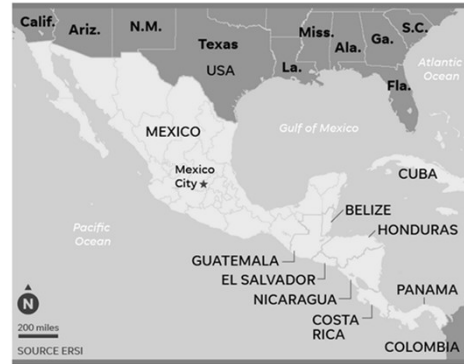 Calif.
Ariz.
N.M.
Texas
USA
La.
Miss.
Ala.
Ga.
S.C.
Fla.
Atlantic
Ocean
MEXICO
Gulf of Mexico
Mexico
City
CUBA
Pacific
Ocean
BELIZE
HONDURAS
GUATEMALA
EL SALVADOR
NICARAGUA
COSTA
RICA
PANAMA
COLOMBIA
N
200 miles
SOURCE ERSI